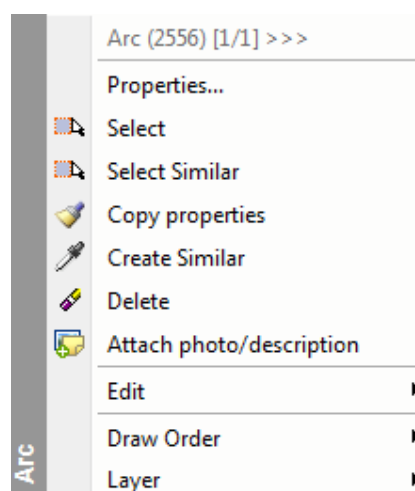 Arc (2556) [1/1] >>>
Properties...
Select
Select Similar
Copy properties
Create Similar
Delete
Attach photo/description
Edit
Draw Order
Layer
Arc